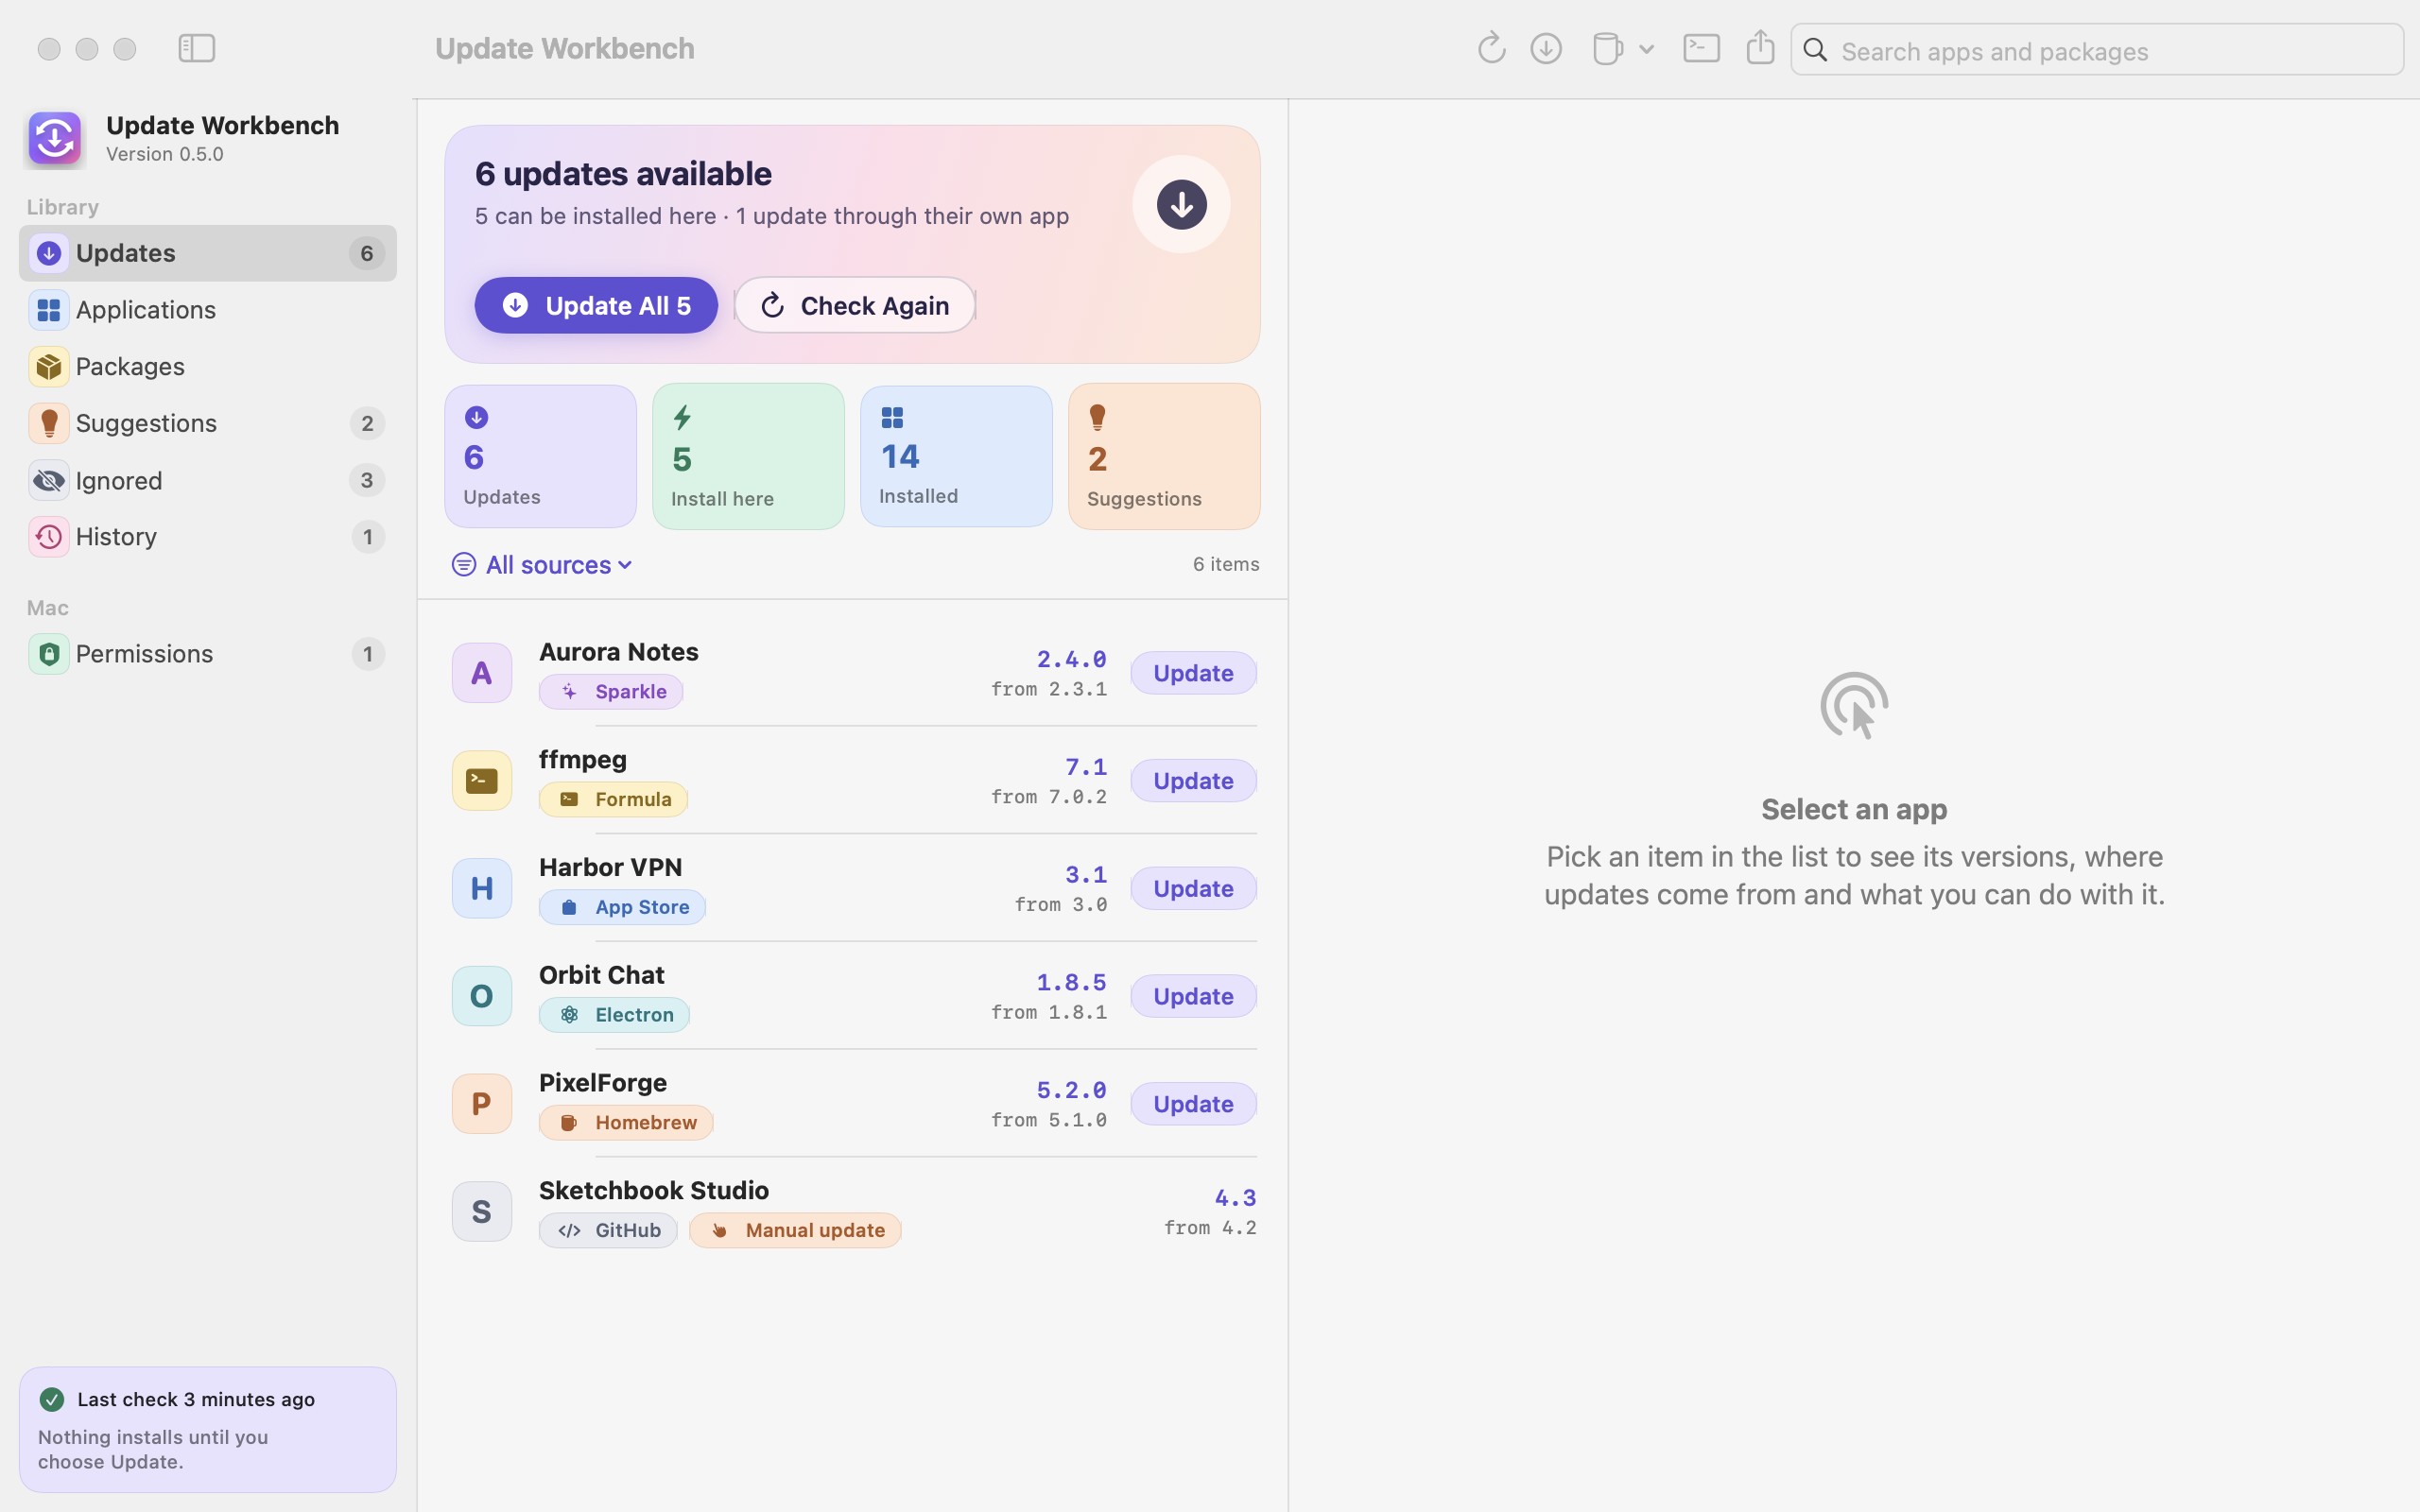 Update Workbench
Search apps and packages
Update Workbench
Version 0.5.0
Library
Updates 6
Applications
Packages
Suggestions 2
Ignored 3
History 1
Mac
Permissions 1
Last check 3 minutes ago
Nothing installs until you
choose Update.
6 updates available
5 can be installed here · 1 update through their own app
Update All 5
Check Again
6
Updates
5
Install here
14
Installed
2
Suggestions
All sources
6 items
A
Aurora Notes
Sparkle
2.4.0
from 2.3.1
Update
ffmpeg
Formula
7.1
from 7.0.2
Update
H
Harbor VPN
App Store
3.1
from 3.0
Update
O
Orbit Chat
Electron
1.8.5
from 1.8.1
Update
P
PixelForge
Homebrew
5.2.0
from 5.1.0
Update
S
Sketchbook Studio
GitHub
Manual update
4.3
from 4.2
Select an app
Pick an item in the list to see its versions, where
updates come from and what you can do with it.